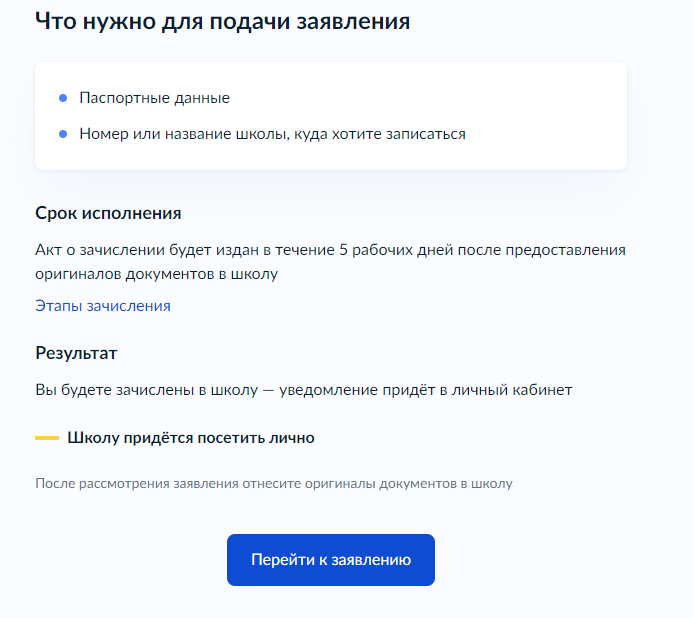 Что нужно для подачи заявления
Паспортные данные
Номер или название школы, куда хотите записаться
Срок исполнения
Акт о зачислении будет издан в течение 5 рабочих дней после предоставления
оригиналов документов в школу
Этапы зачисления
Результат
Вы будете зачислены в школу — уведомление придёт в личный кабинет
Школу придётся посетить лично
После рассмотрения заявления отнесите оригиналы документов в школу
Перейти к заявлению